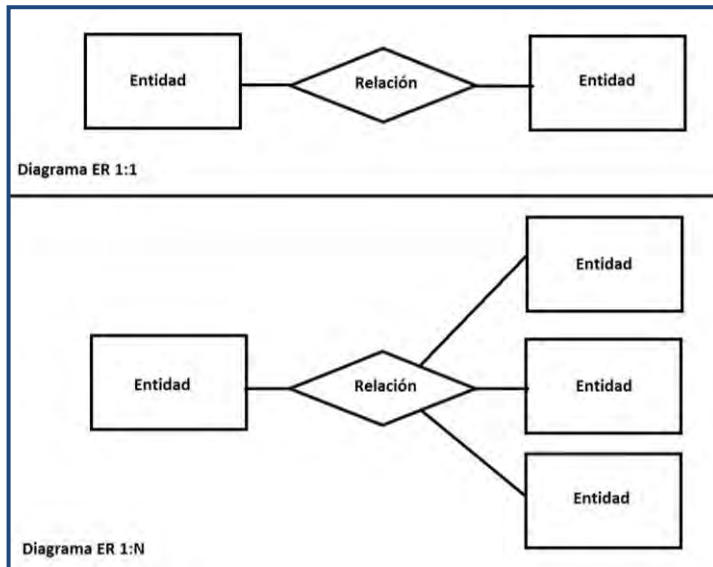 Entidad
Relación
Entidad
Diagrama ER 1:1
Entidad
Entidad
Relación
Entidad
Entidad
Diagrama ER 1:N